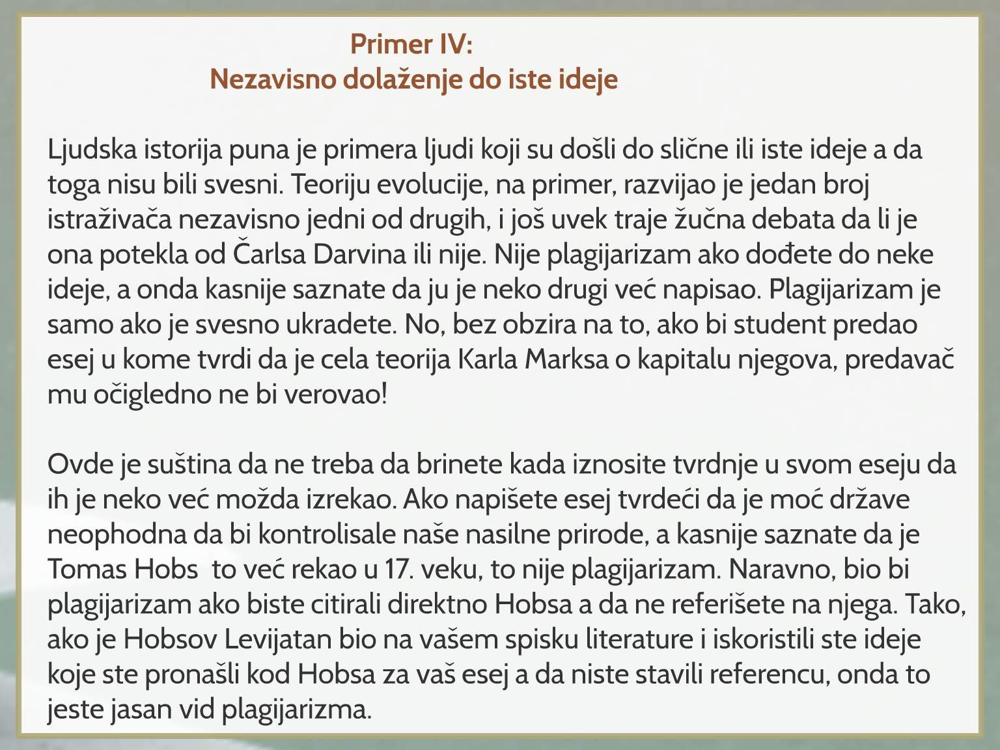 Primer IV:
Nezavisno dolaženje do iste ideje
Ljudska istorija puna je primera ljudi koji su došli do slične ili iste ideje a da
toga nisu bili svesni. Teoriju evolucije, na primer, razvijao je jedan broj
istraživača nezavisno jedni od drugih, i još uvek traje žučna debata da li je
ona potekla od Čarlsa Darvina ili nije. Nije plagijarizam ako dođete do neke
ideje, a onda kasnije saznate da ju je neko drugi već napisao. Plagijarizam je
samo ako je svesno ukradete. No, bez obzira na to, ako bi student predao
esej u kome tvrdi da je cela teorija Karla Marksa o kapitalu njegova, predavač
mu očigledno ne bi verovao!
Ovde je suština da ne treba da brinete kada iznosite tvrdnje u svom eseju da
ih je neko već možda izrekao. Ako napišete esej tvrdeći da je moć države
neophodna da bi kontrolisale naše nasilne prirode, a kasnije saznate da je
Tomas Hobs  to već rekao u 17. veku, to nije plagijarizam. Naravno, bio bi
plagijarizam ako biste citirali direktno Hobsa a da ne referišete na njega. Tako,
ako je Hobsov Levijatan bio na vašem spisku literature i iskoristili ste ideje
koje ste pronašli kod Hobsa za vaš esej a da niste stavili referencu, onda to
jeste jasan vid plagijarizma.